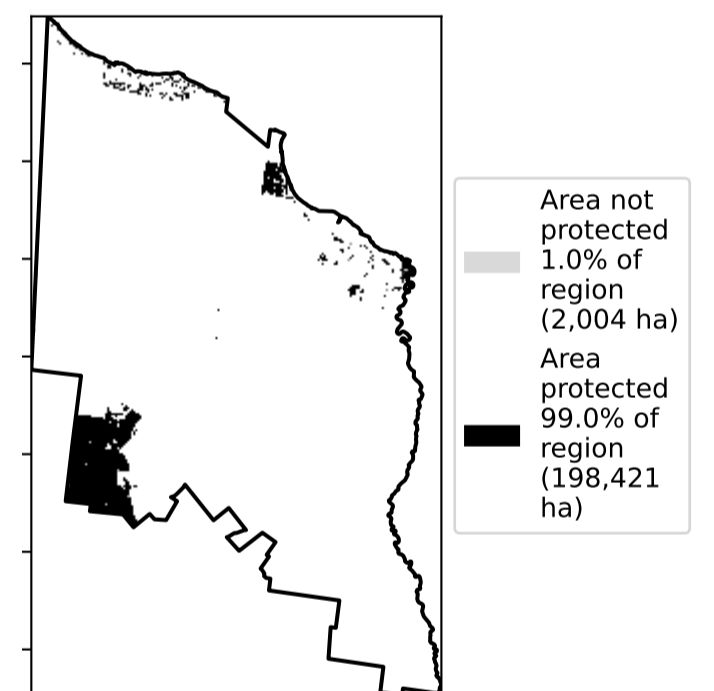 Area not
protected
1.0% of
region
(2,004 ha)
Area
protected
99.0% of
region
(198,421
ha)